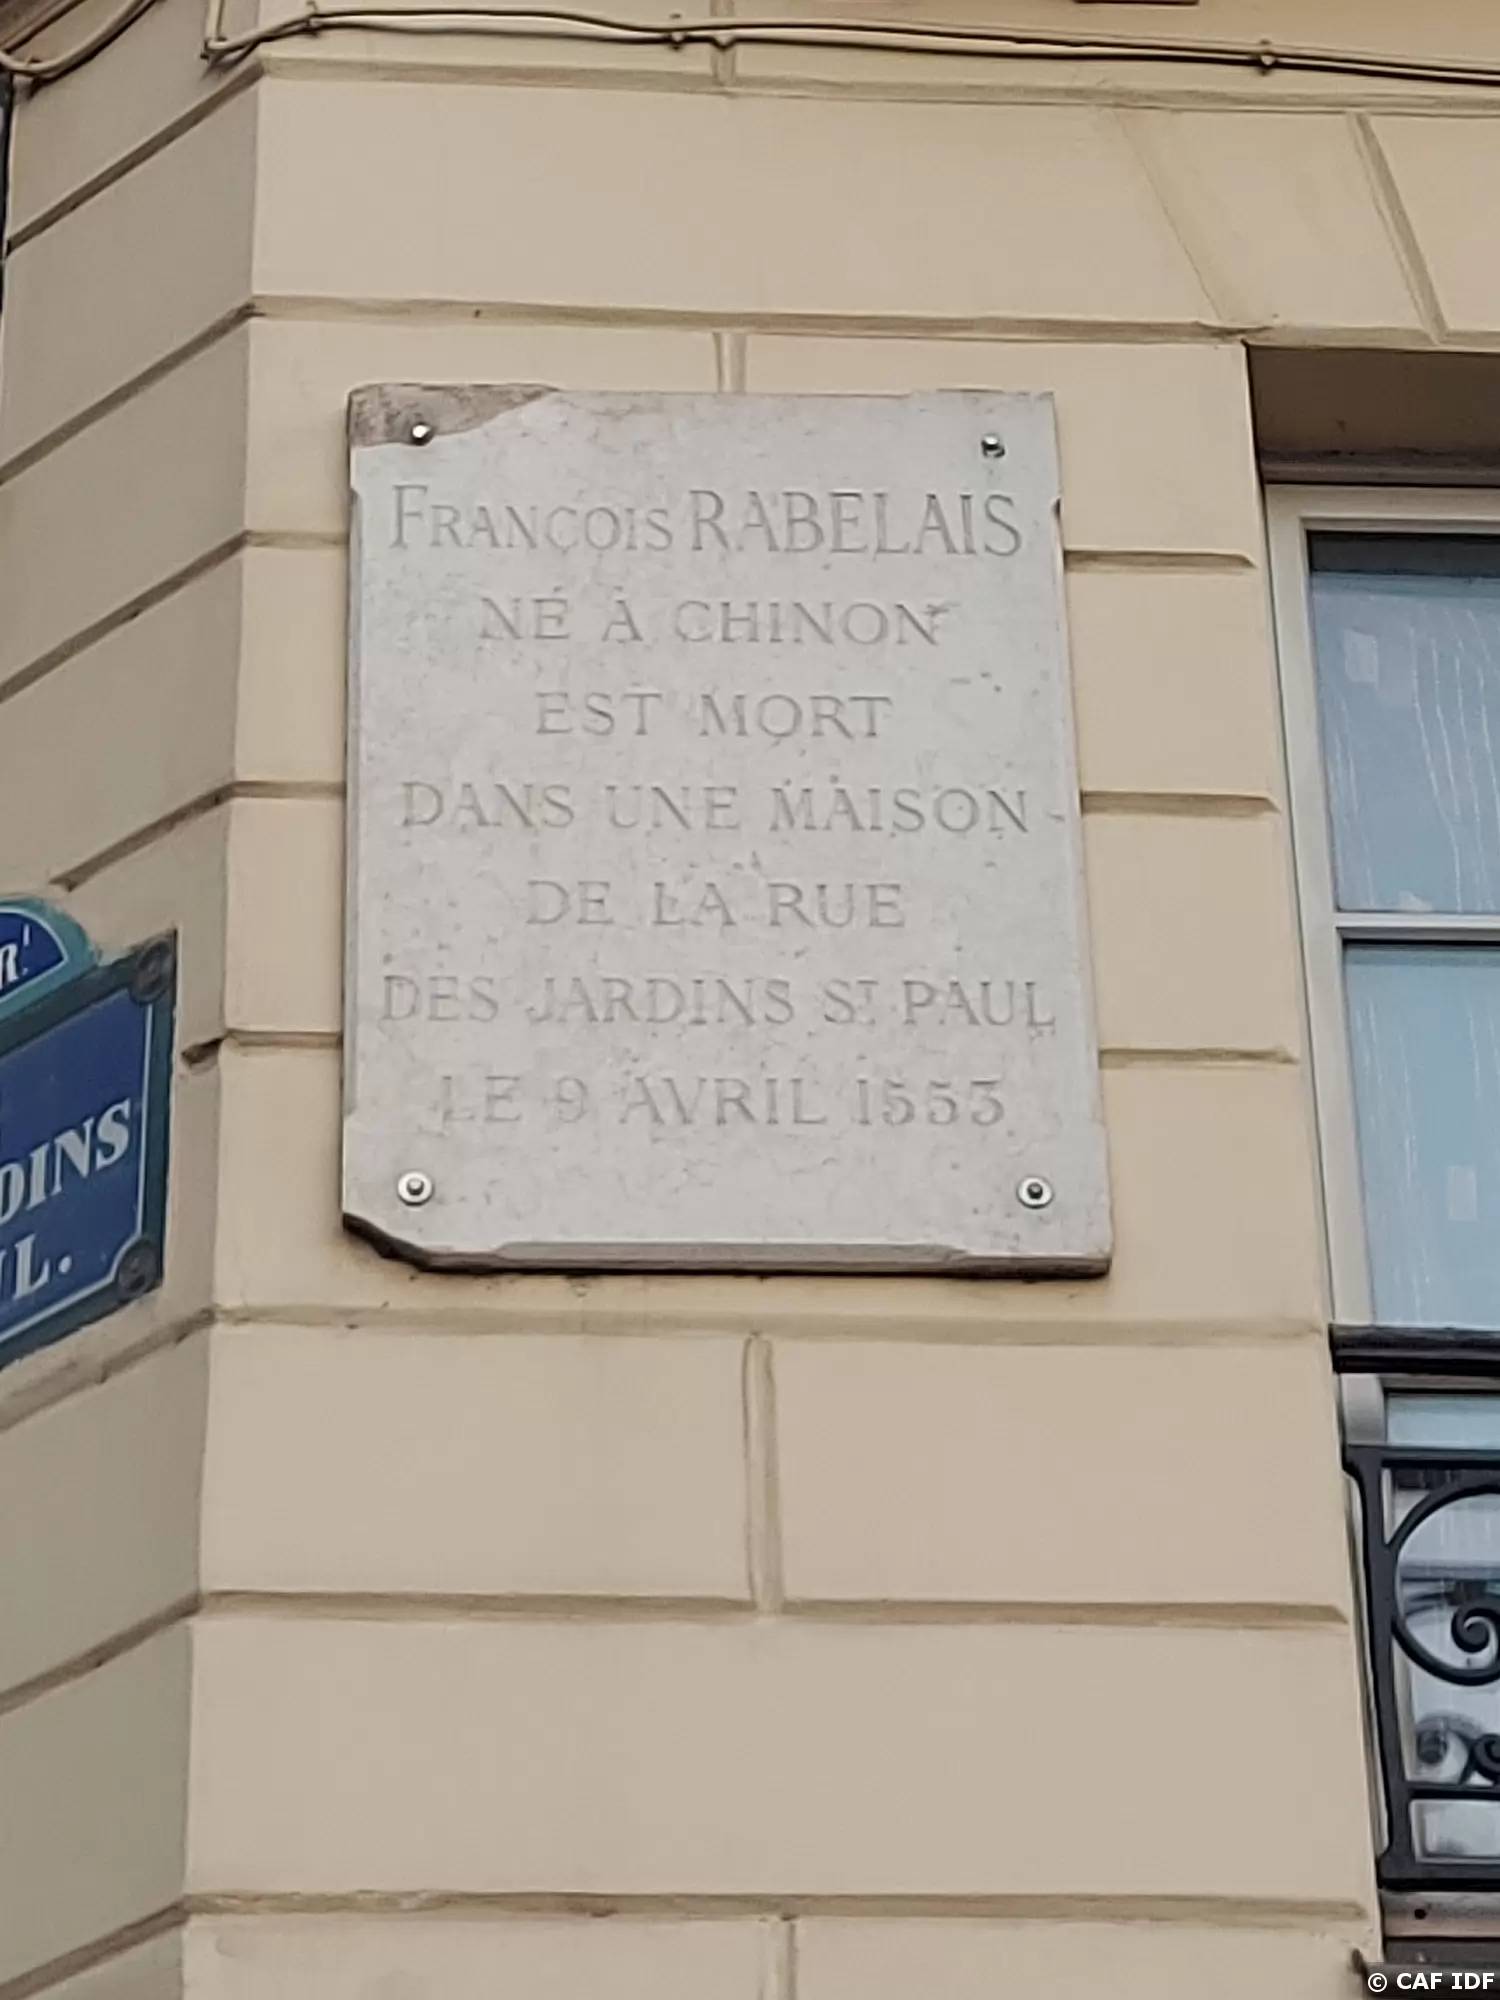 FRANÇOIS RABELAIS
NÉ À CHINON
EST MORT
DANS UNE MAISON
DE LA RUE
DES JARDINS ST PAUL
LE 9 AVRIL 1553
R!
DINS
L.
© CAF IDF